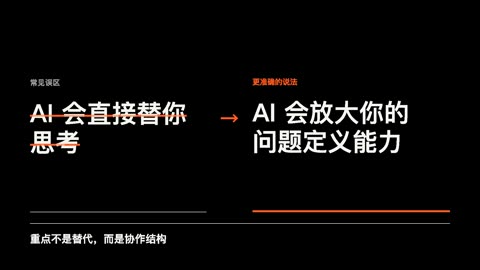 常见误区
AI 会直接替你
思考
→
更准确的说法
AI 会放大你的
问题定义能力
重点不是替代，而是协作结构